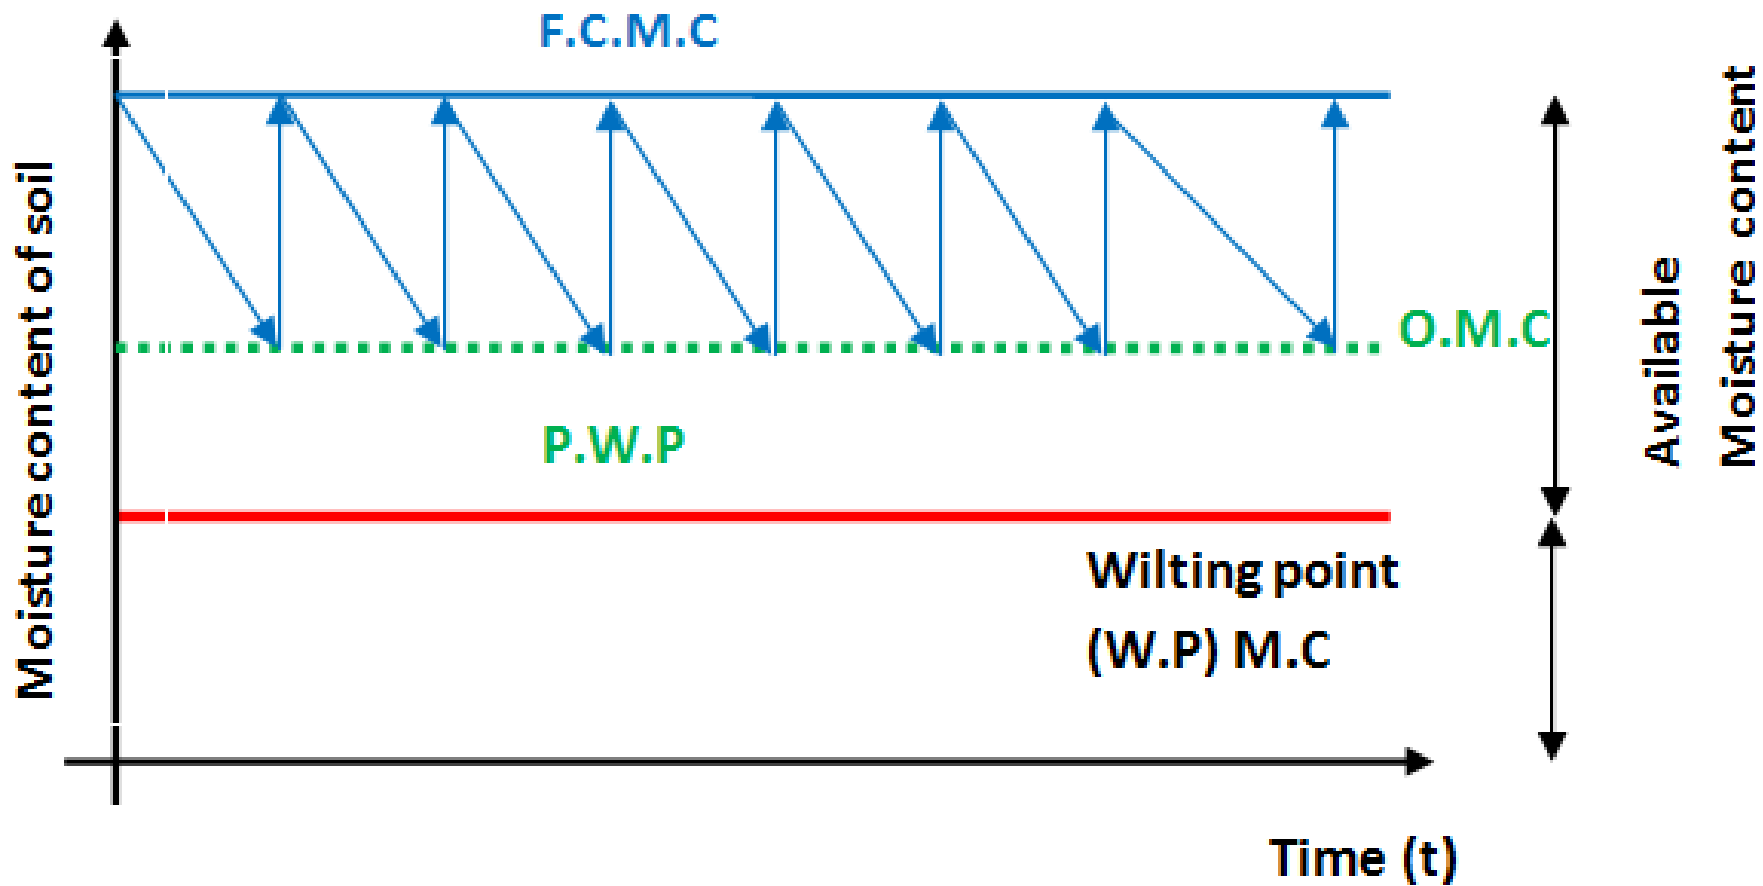 F.C.M.C
Moisture content of soil
O.M.C
Available
Moisture content
P.W.P
Wilting point
(W.P) M.C
Time (t)